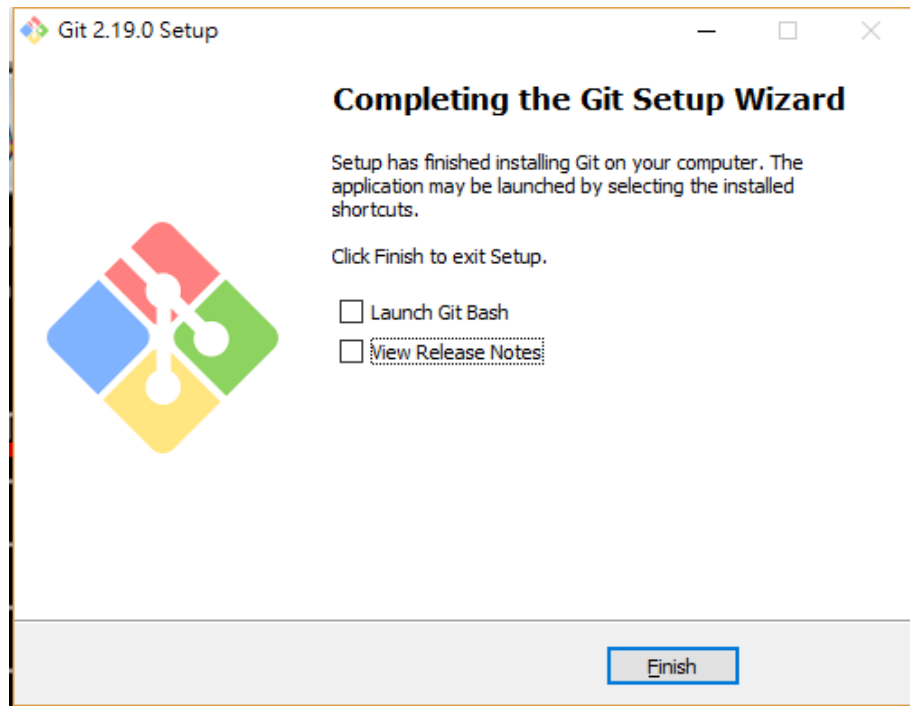 Git 2.19.0 Setup
Completing the Git Setup Wizard
Setup has finished installing Git on your computer. The
application may be launched by selecting the installed
shortcuts.
Click Finish to exit Setup.
Launch Git Bash
View Release Notes
Finish